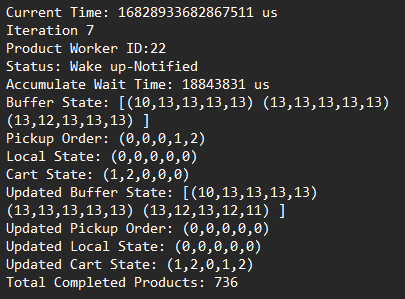 Current Time: 16828933682867511 us
Iteration 7
Product Worker ID:22
Status: Wake up-Notified
Accumulate Wait Time: 18843831 us
Buffer State: [(10,13,13,13,13) (13,13,13,13,13)
(13,12,13,13,13) ]
Pickup Order: (0,0,0,1,2)
Local State: (0,0,0,0,0)
Cart State: (1,2,0,0,0)
Updated Buffer State: [(10,13,13,13,13)
(13,13,13,13,13) (13,12,13,12,11) ]
Updated Pickup Order: (0,0,0,0,0)
Updated Local State: (0,0,0,0,0)
Updated Cart State: (1,2,0,1,2)
Total Completed Products: 736